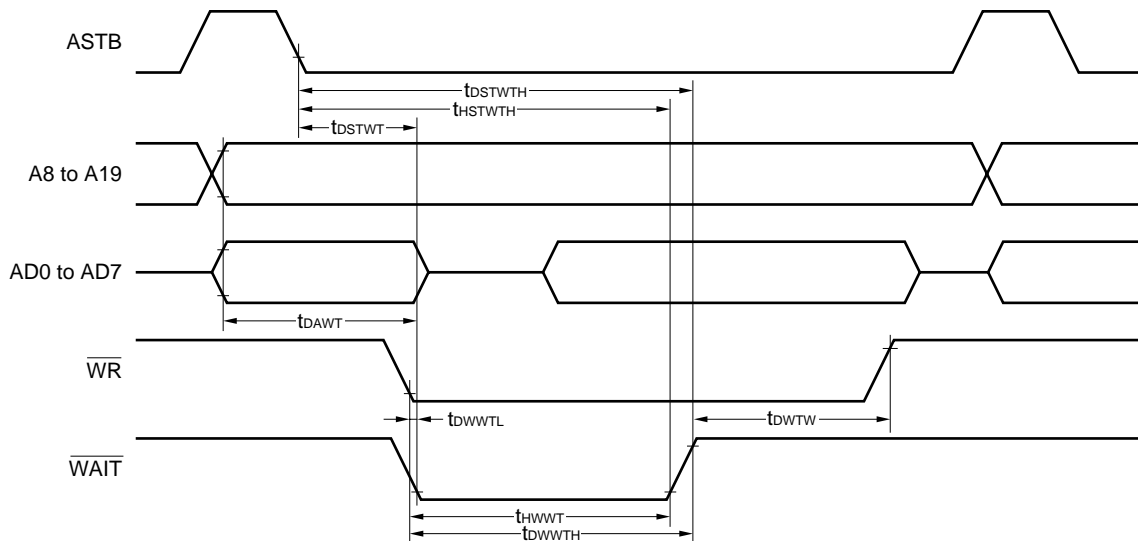 ASTB
tDSTWTH
tHSTWTH
tDSTWT
A8 to A19
AD0 to AD7
tDAWT
WR
tDWWTL
tDWTW
WAIT
tHWWT
tDWWTH